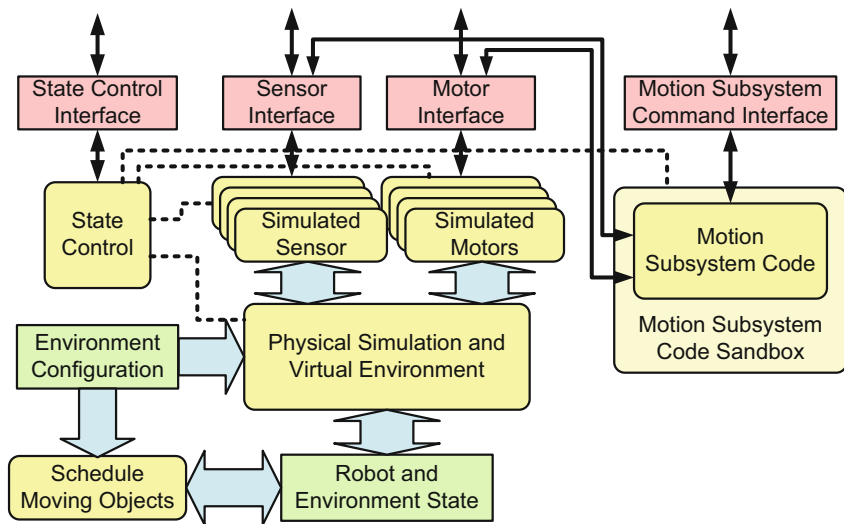 State Control
Interface
Sensor
Interface
Motor
Interface
Motion Subsystem
Command Interface
State
Control
Simulated
Sensor
Simulated
Motors
Motion
Subsystem Code
Motion Subsystem
Code Sandbox
Environment
Configuration
Physical Simulation and
Virtual Environment
Schedule
Moving Objects
Robot and
Environment State